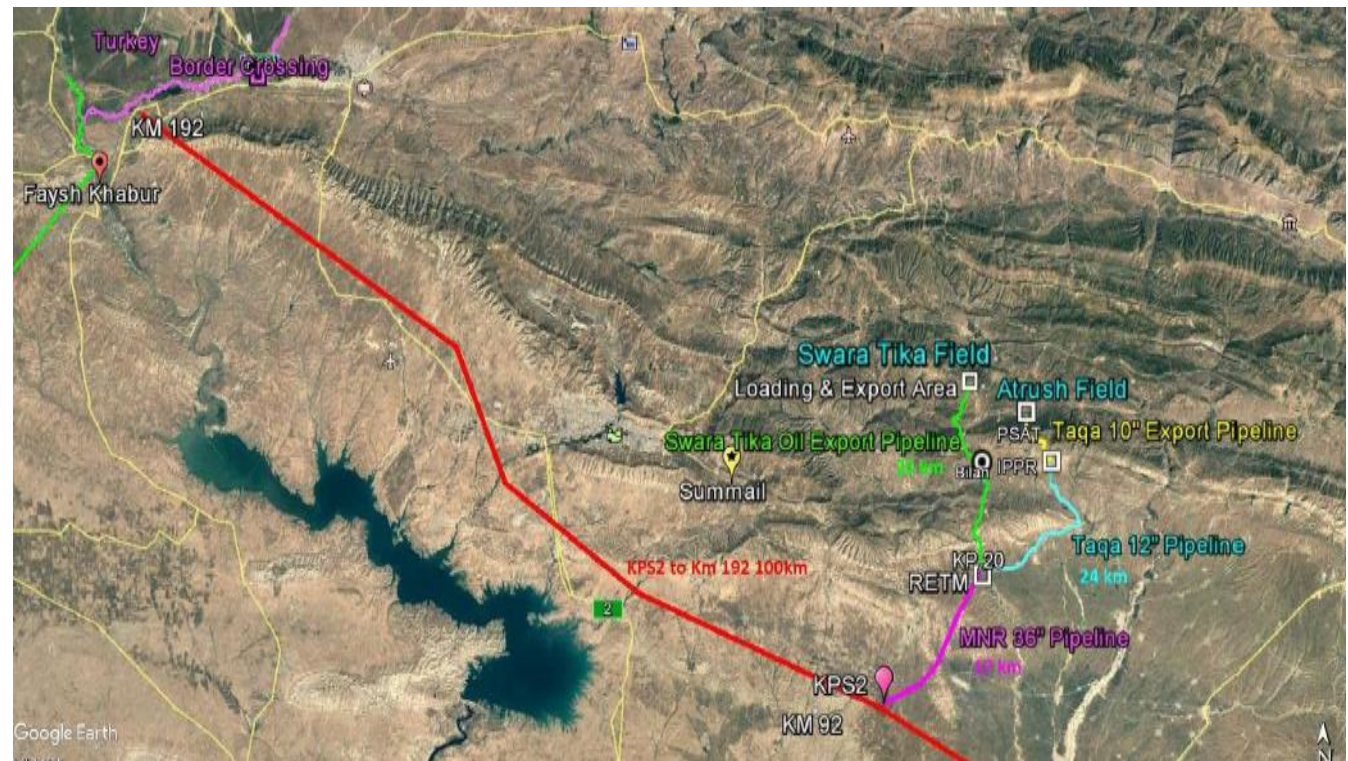 Turkey
Border Crossing
KM 192
Faysh Khabur
Swara Tika Field
Loading & Export Area
Atrush Field
PSAT
Taqa 10" Export Pipeline
Swara Tika Oil Export Pipeline
Bilan
IPPR
Summail
Taqa 12" Pipeline
24 km
KP 20
RETM
KPS2 to Km 192 100km
2
MNR 36" Pipeline
km
KPS2
KM 92
Google Earth
N